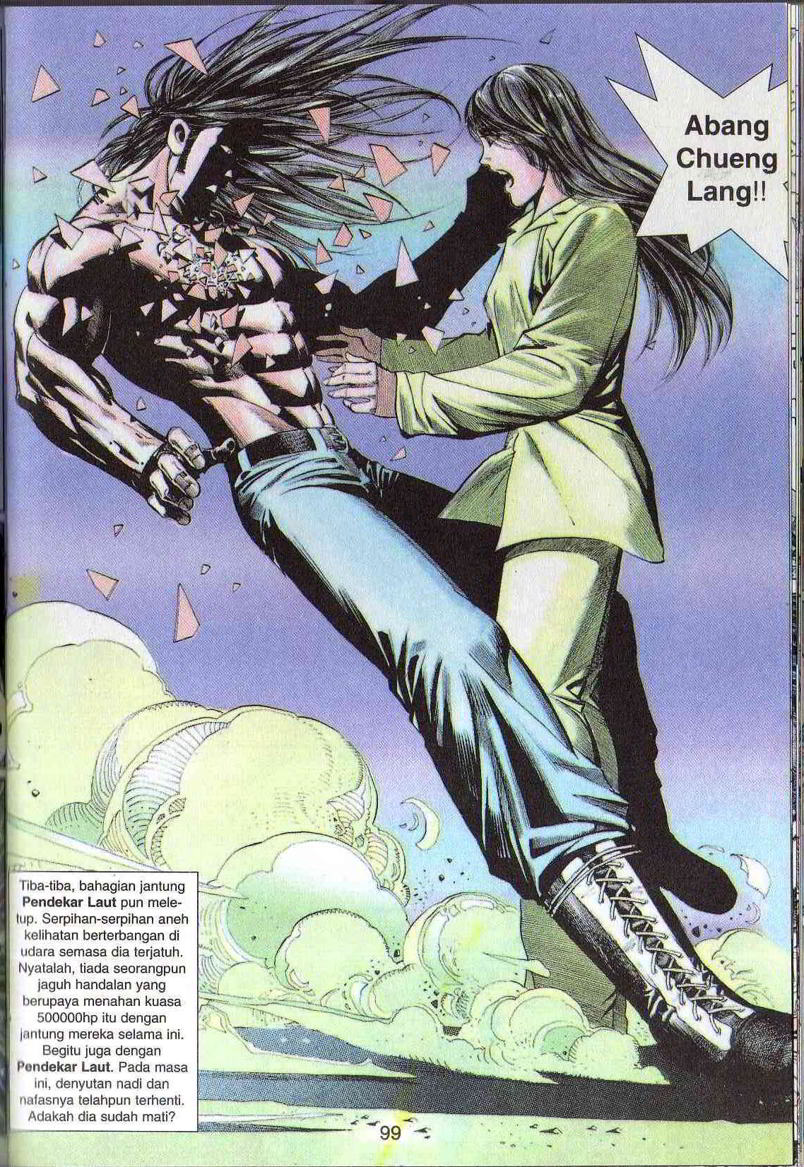 Abang
Chueng
Lang!!
Tiba-tiba, bahagian jantung
Pendekar Laut pun mele-
tup. Serpihan-serpihan aneh
kelihatan berterbangan di
udara semasa dia terjatuh.
Nyatalah, tiada seorangpun
jaguh handalan yang
berupaya menahan kuasa
500000hp itu dengan
jantung mereka selama ini.
Begitu juga dengan
Pendekar Laut. Pada masa
ini, denyutan nadi dan
nafasnya telahpun terhenti.
Adakah dia sudah mati?
99